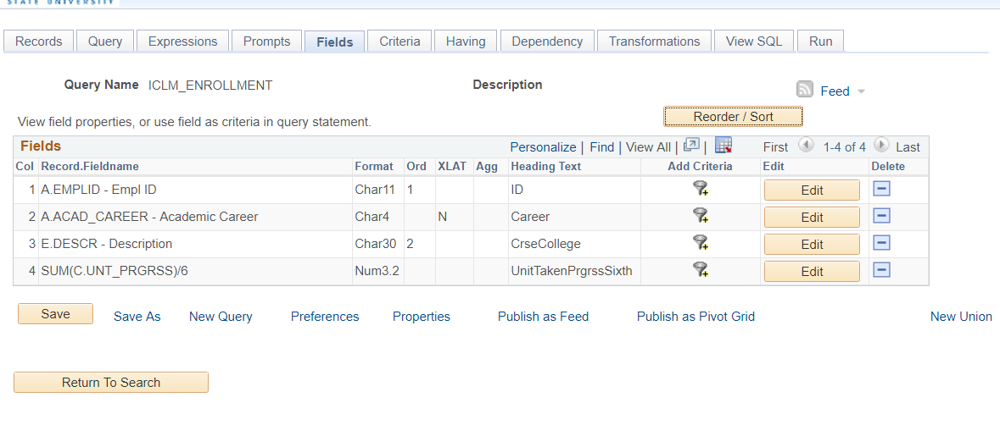 STATE UNIVERSITY
Records Query Expressions Prompts Fields Criteria Having Dependency Transformations View SQL Run
Query Name ICLM_ENROLLMENT Description
Feed
Reorder / Sort
View field properties, or use field as criteria in query statement.
Fields Personalize | Find | View All | | First 1-4 of 4 Last
Col Record.Fieldname Format Ord XLAT Agg Heading Text Add Criteria Edit Delete
1 A.EMPLID - Empl ID Char11 1 ID Edit
2 A.ACAD_CAREER - Academic Career Char4 N Career Edit
3 E.DESCR - Description Char30 2 CrseCollege Edit
4 SUM(C.UNT_PRGRSS)/6 Num3.2 UnitTakenPrgrssSixth Edit
Save Save As New Query Preferences Properties Publish as Feed Publish as Pivot Grid New Union
Return To Search